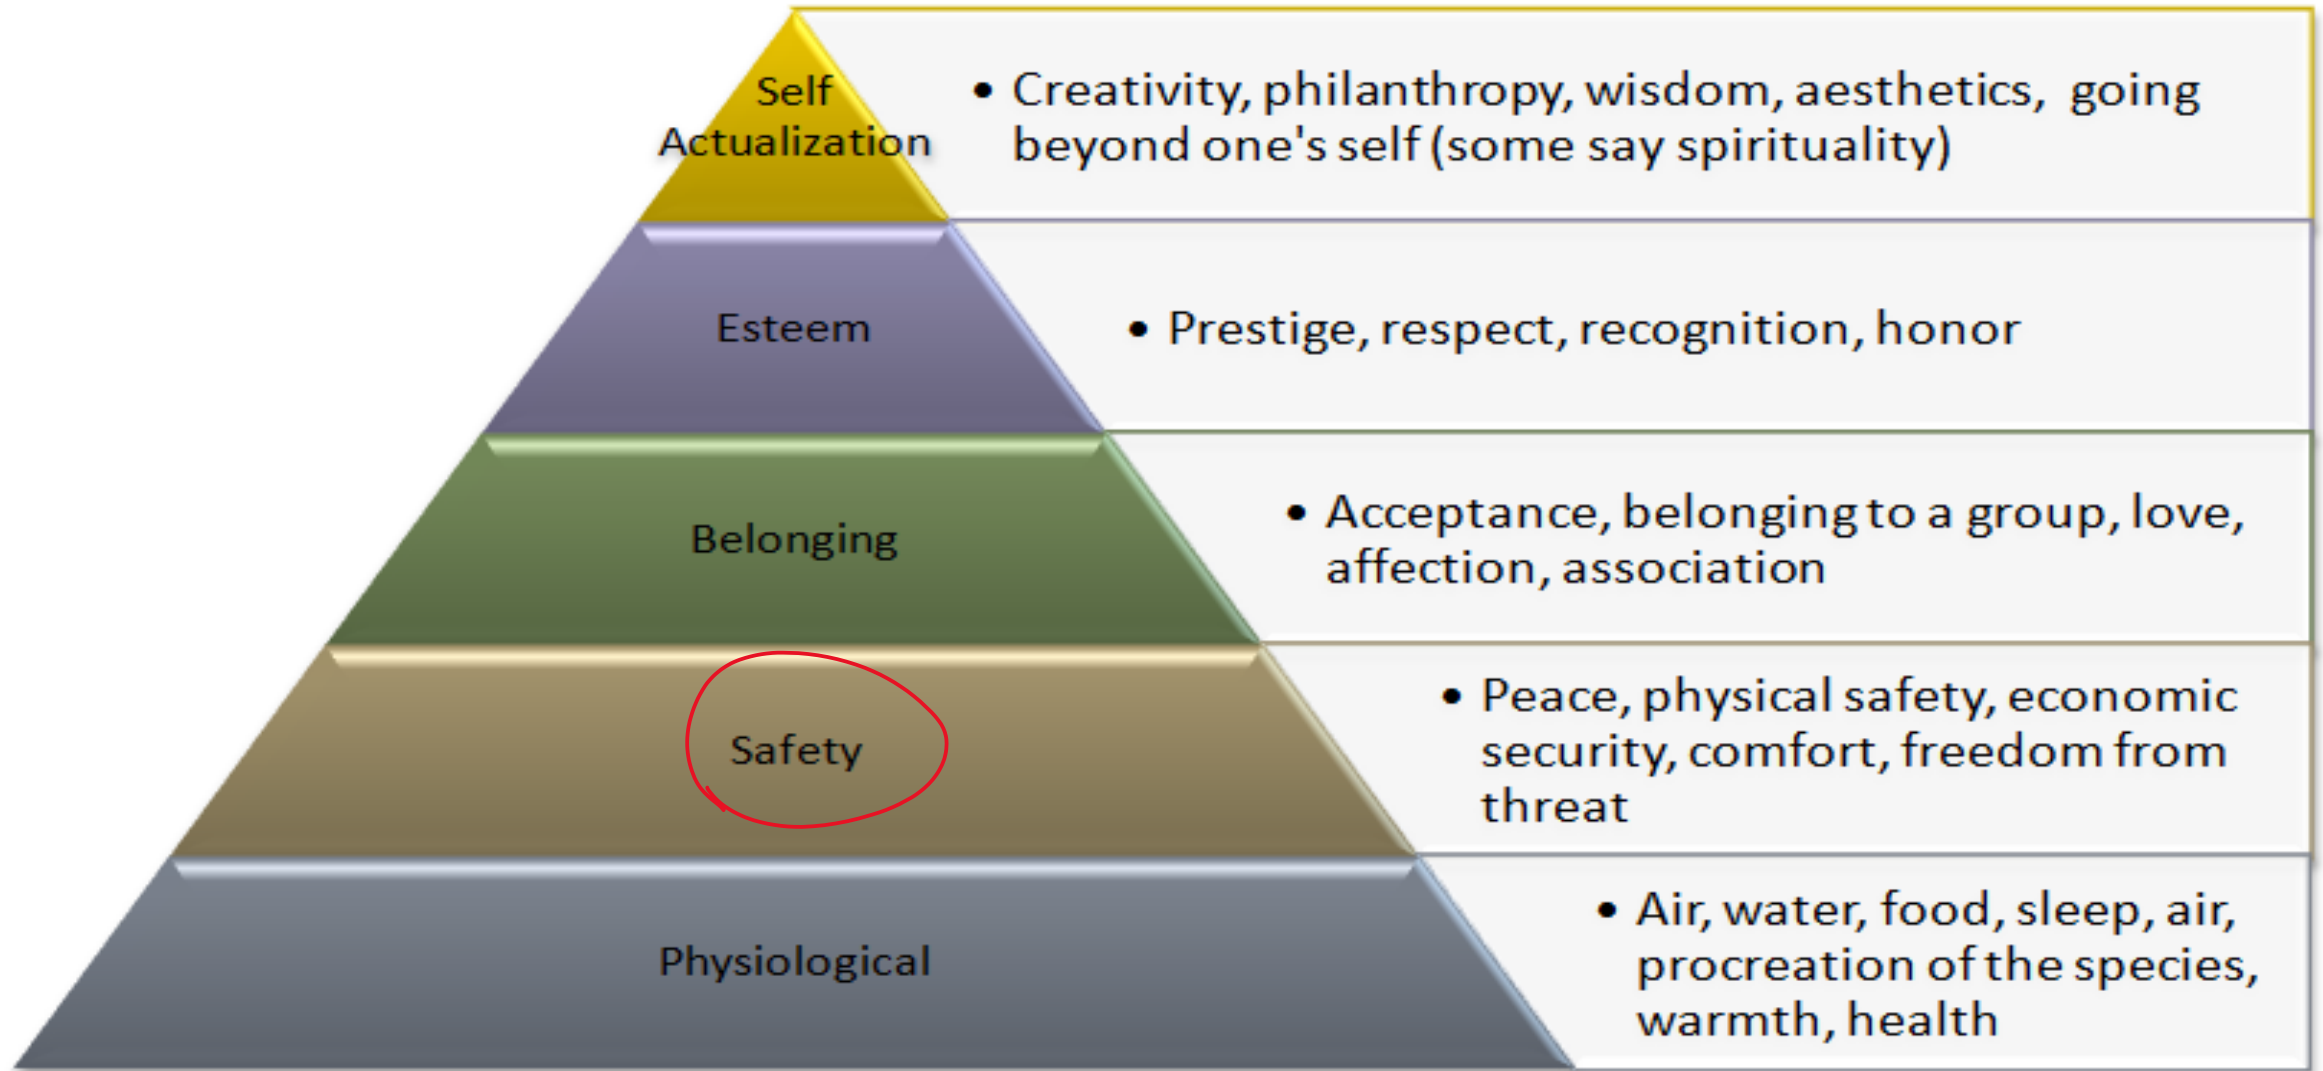 Self
Actualization
• Creativity, philanthropy, wisdom, aesthetics,  going
beyond one's self (some say spirituality)
Esteem
• Prestige, respect, recognition, honor
Belonging
• Acceptance, belonging to a group, love,
affection, association
Safety
• Peace, physical safety, economic
security, comfort, freedom from
threat
Physiological
• Air, water, food, sleep, air,
procreation of the species,
warmth, health